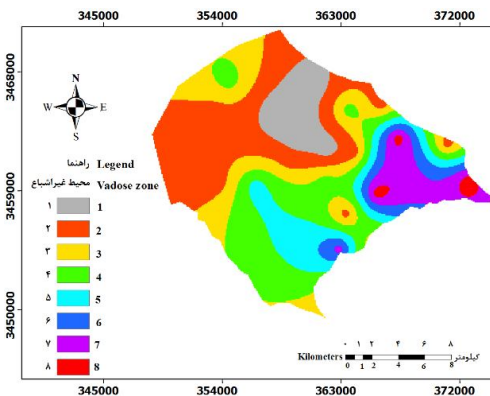 345000 354000 363000 372000
3468000
3459000
3450000
N
W E
S
راهنما Legend
محیط غیراشباع Vadose zone
۱ 1
۲ 2
۳ 3
۴ 4
۵ 5
۶ 6
۷ 7
۸ 8
۰ ۱ ۲ ۴ ۶ ۸
Kilometers کیلومتر
0 1 2 4 6 8
345000 354000 363000 372000